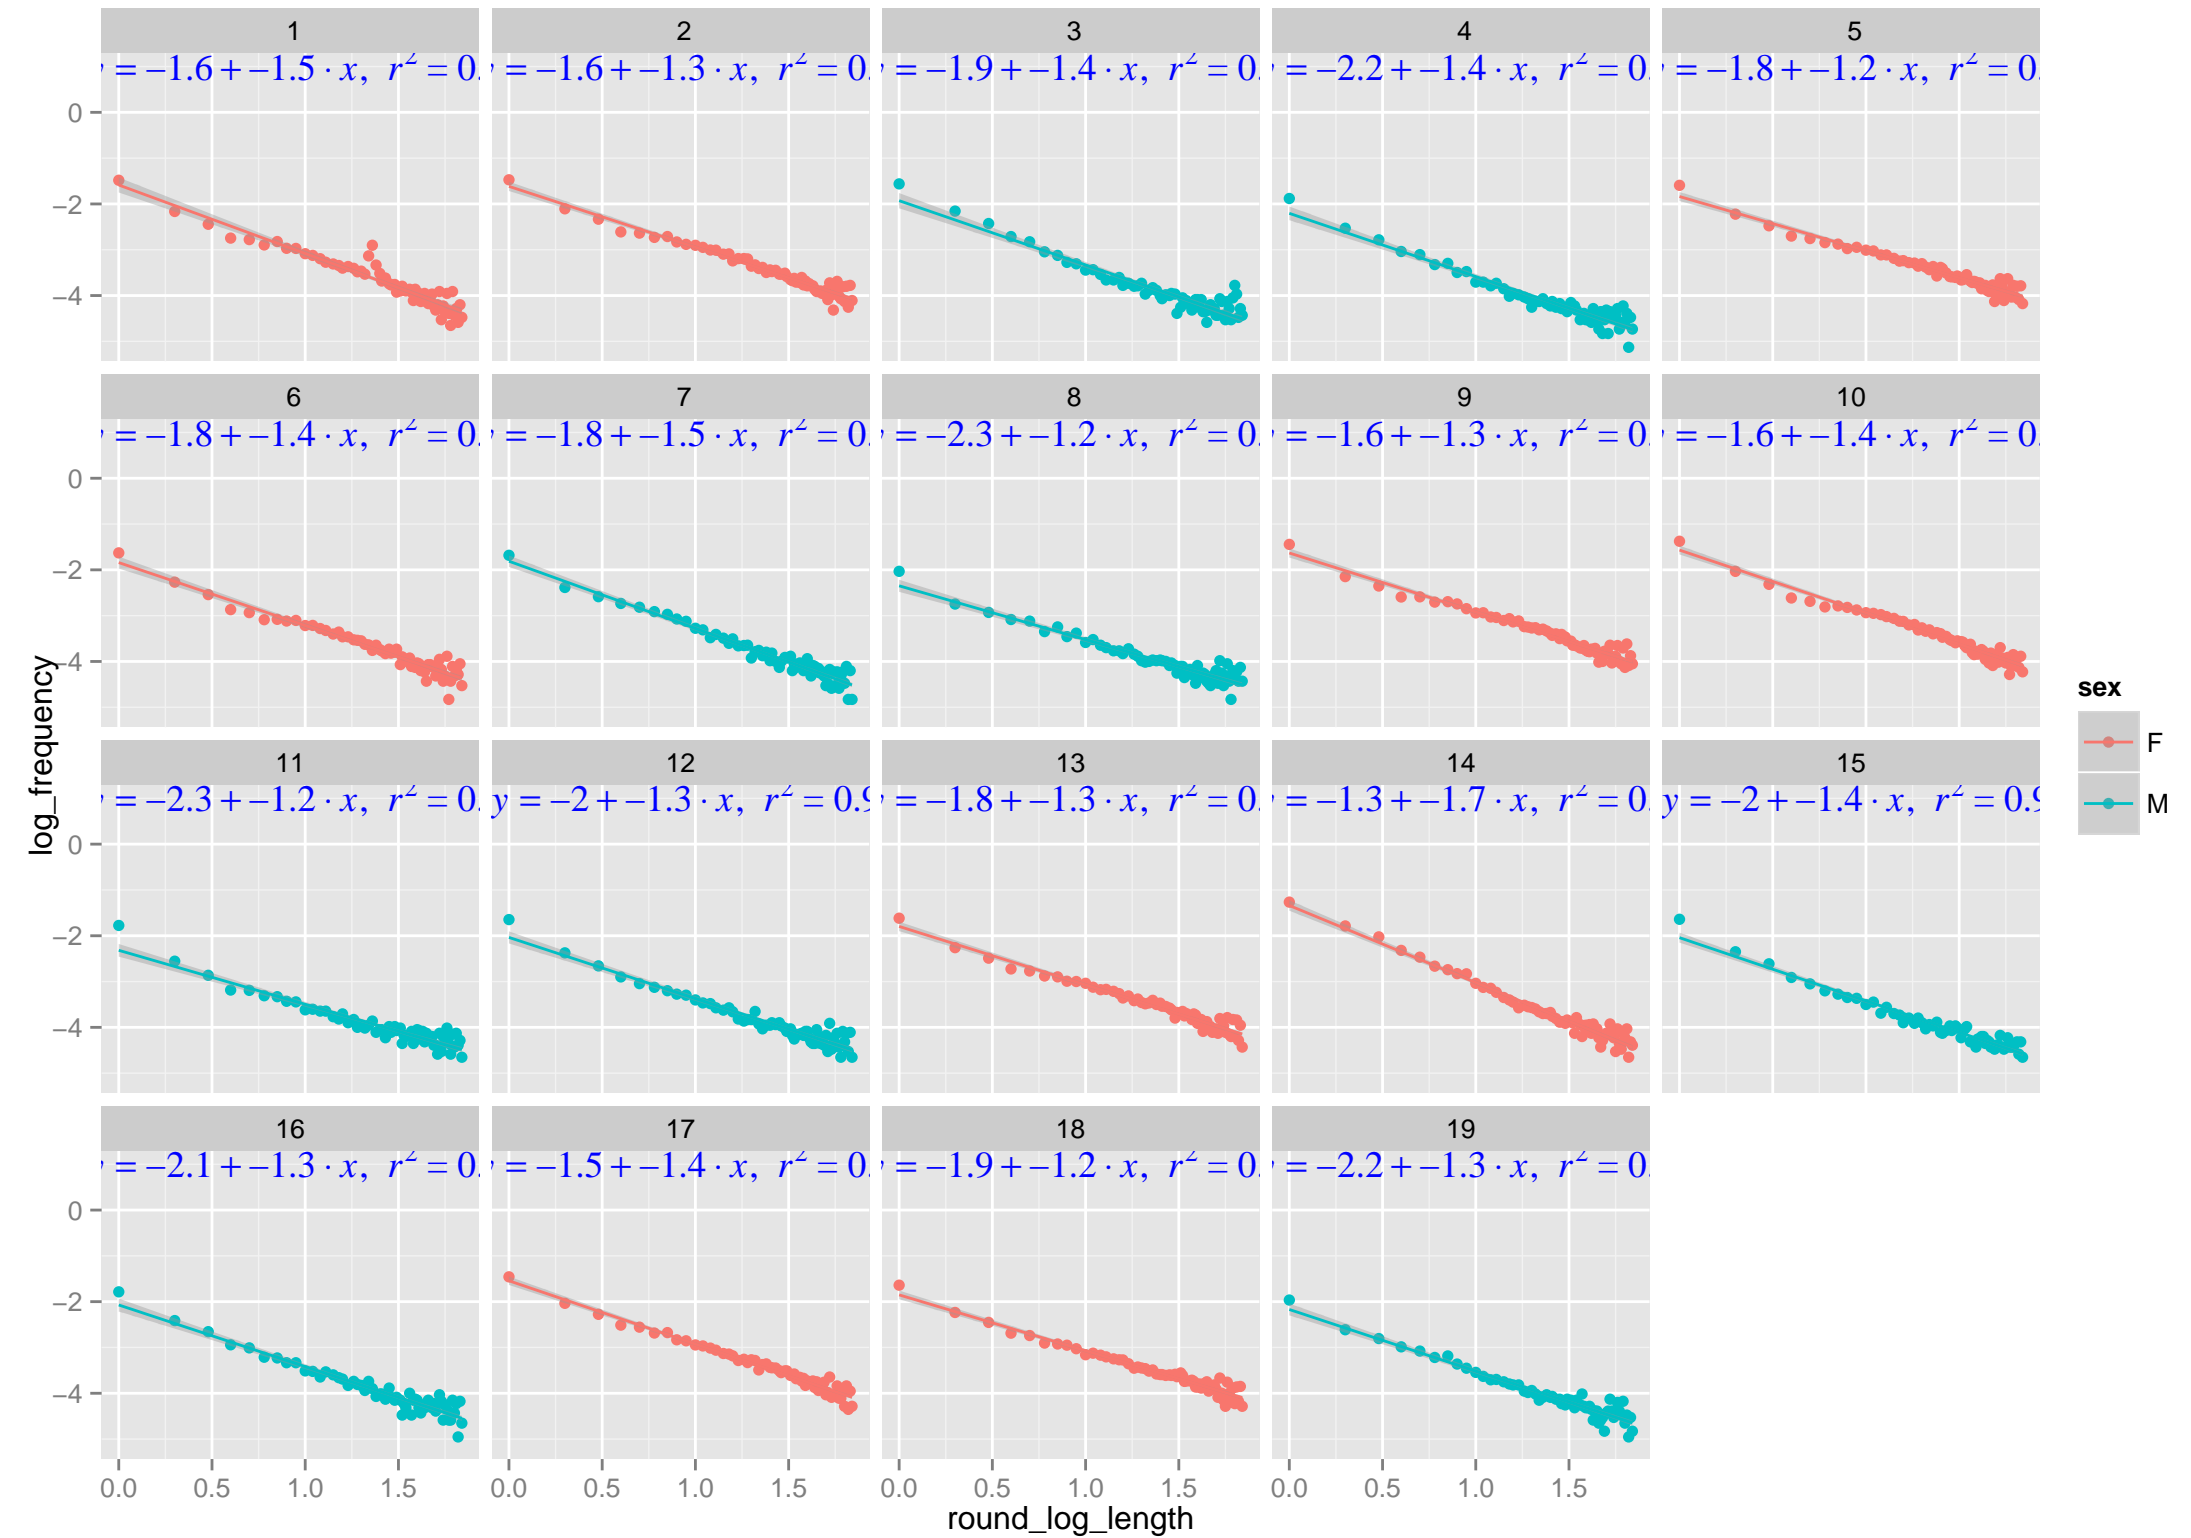 1 2 3 4 5
= −1.6 + −1.5 · x, r² = 0. = −1.6 + −1.3 · x, r² = 0. = −1.9 + −1.4 · x, r² = 0. = −2.2 + −1.4 · x, r² = 0. = −1.8 + −1.2 · x, r² = 0.
0
−2
−4
6 7 8 9 10
= −1.8 + −1.4 · x, r² = 0. = −1.8 + −1.5 · x, r² = 0. = −2.3 + −1.2 · x, r² = 0. = −1.6 + −1.3 · x, r² = 0. = −1.6 + −1.4 · x, r² = 0.
0
−2
−4
11 12 13 14 15
= −2.3 + −1.2 · x, r² = 0. y = −2 + −1.3 · x, r² = 0.9 = −1.8 + −1.3 · x, r² = 0. = −1.3 + −1.7 · x, r² = 0. y = −2 + −1.4 · x, r² = 0.9
0
−2
−4
16 17 18 19
= −2.1 + −1.3 · x, r² = 0. = −1.5 + −1.4 · x, r² = 0. = −1.9 + −1.2 · x, r² = 0. = −2.2 + −1.3 · x, r² = 0.
0
−2
−4
0.0 0.5 1.0 1.5 0.0 0.5 1.0 1.5 0.0 0.5 1.0 1.5 0.0 0.5 1.0 1.5
round_log_length
log_frequency
sex
F
M